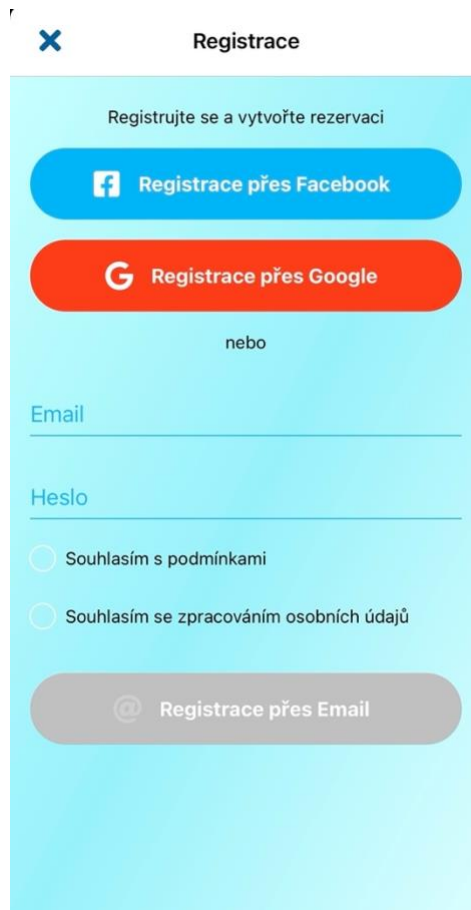 Registrace
Registrujte se a vytvořte rezervaci
Registrace přes Facebook
Registrace přes Google
nebo
Email
Heslo
Souhlasím s podmínkami
Souhlasím se zpracováním osobních údajů
@ Registrace přes Email